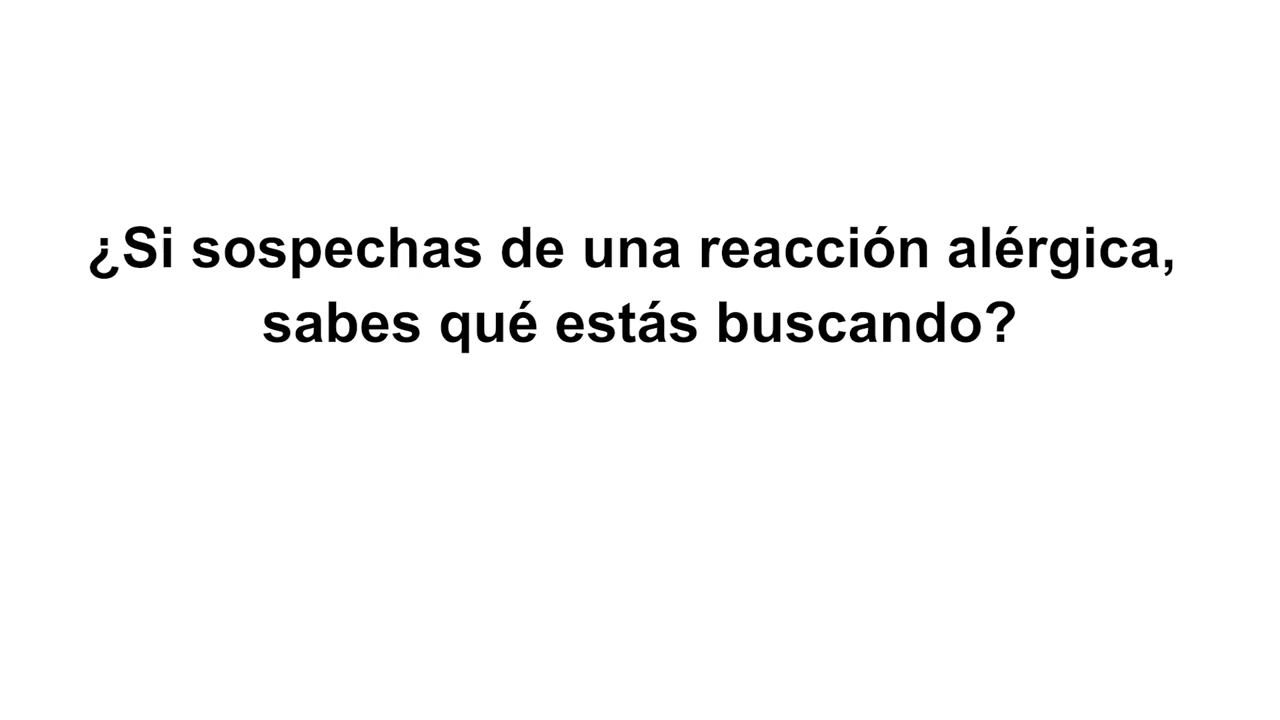 ¿Si sospechas de una reacción alérgica,
sabes qué estás buscando?